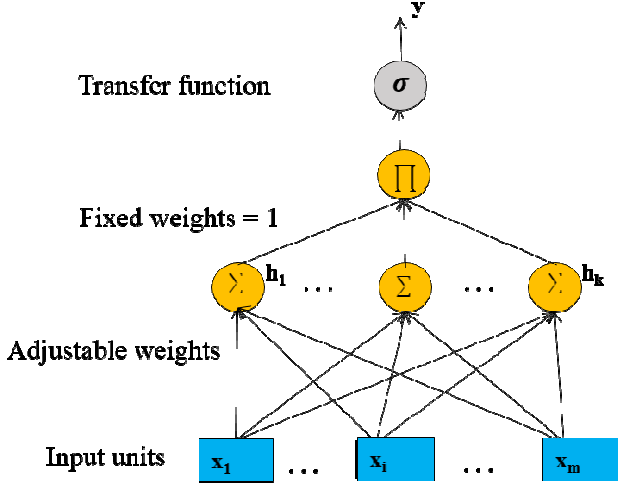 y
Transfer function
σ
∏
Fixed weights = 1
Σ h1 ... Σ ... Σ hk
Adjustable weights
Input units x1 ... xi ... xm